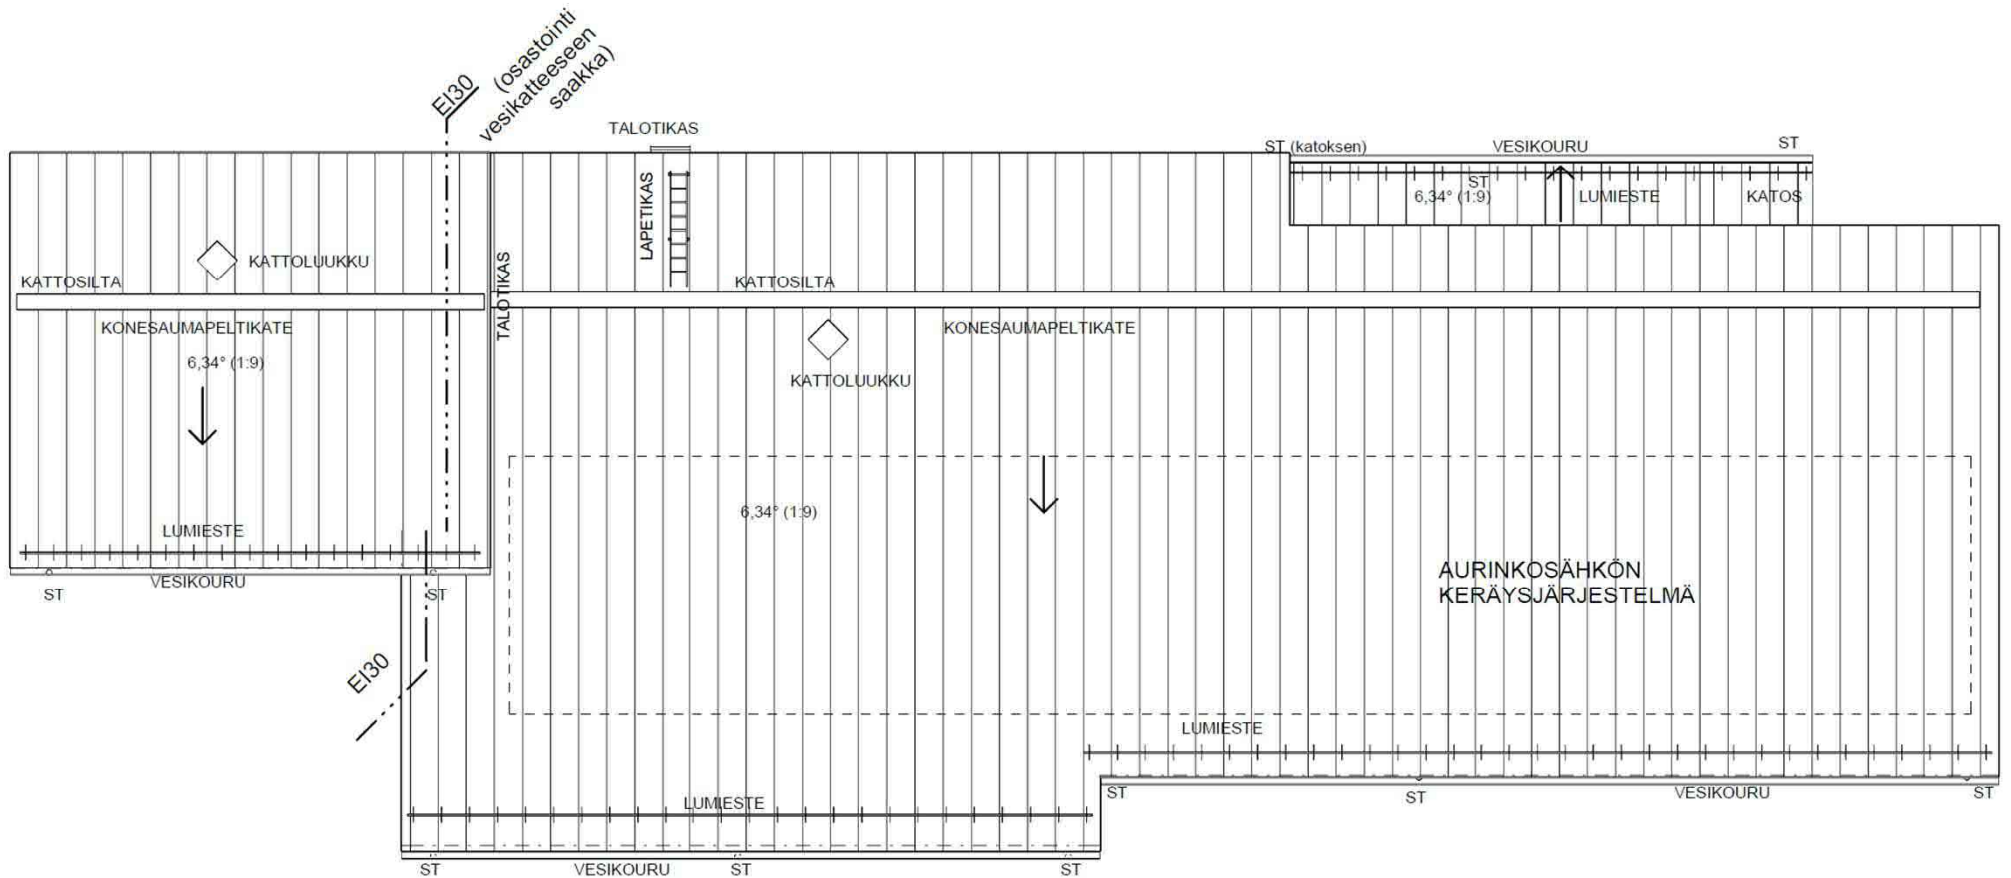 EI30
(osastointi
vesikatteeseen
saakka)
TALOTIKAS
ST (katoksen)
VESIKOURU
ST
LAPETIKAS
ST
6,34° (1:9)
LUMIESTE
KATOS
KATTOLUUKKU
TALOTIKAS
KATTOSILTA
KATTOSILTA
KONESAUMAPELTIKATE
KONESAUMAPELTIKATE
6,34° (1:9)
KATTOLUUKKU
6,34° (1:9)
LUMIESTE
AURINKOSÄHKÖN
KERÄYSJÄRJESTELMÄ
VESIKOURU
ST
ST
EI30
LUMIESTE
LUMIESTE
ST
ST
VESIKOURU
ST
ST
VESIKOURU
ST
ST